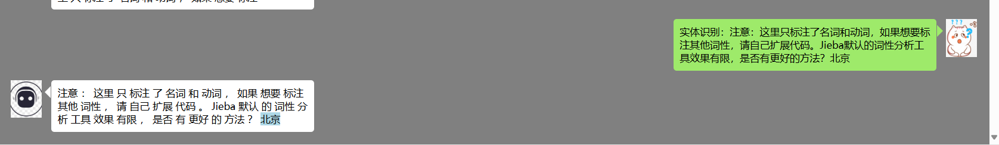 实体识别：注意：这里只标注了名词和动词，如果想要标
注其他词性，请自己扩展代码。Jieba默认的词性分析工
具效果有限，是否有更好的方法？北京
???
啥
?
注意 ： 这里 只 标注 了 名词 和 动词 ， 如果 想要 标注
其他 词性 ， 请 自己 扩展 代码 。 Jieba 默认 的 词性 分
析 工具 效果 有限 ， 是否 有 更好 的 方法 ？ 北京